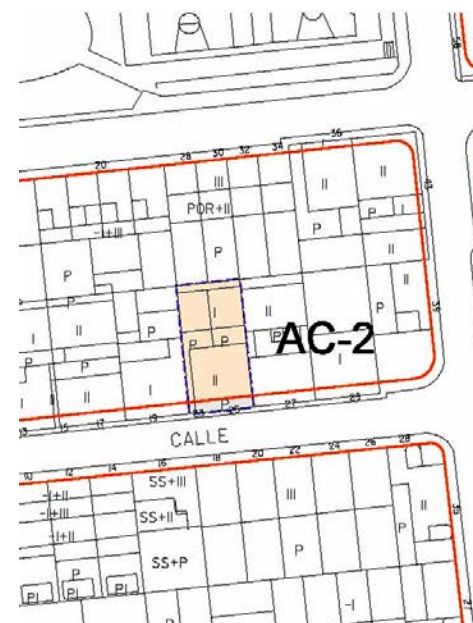 58
20
28
30
32
34
36
III
II
II
POR+II
43
-I+III
P
P
I
P
II
P
P
II
I
II
P
II
P
39
AC-2
I
II
P
P
P
P
I
P
II
II
I
I
P
13
15
17
19
23
25
27
29
CALLE
10
12
14
16
18
20
22
24
26
28
SS+III
-I+II
-I+III
SS+II
-I+II
III
II
35
P
P
P
SS+P
PI
PI
PI
-I
P
P